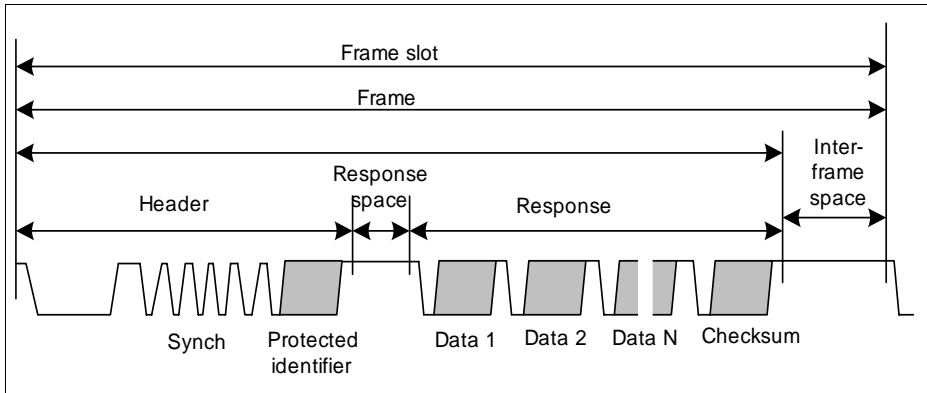 Frame slot
Frame
Inter-
frame
space
Response
space
Header
Response
Synch
Protected
identifier
Data 1
Data 2
Data N
Checksum